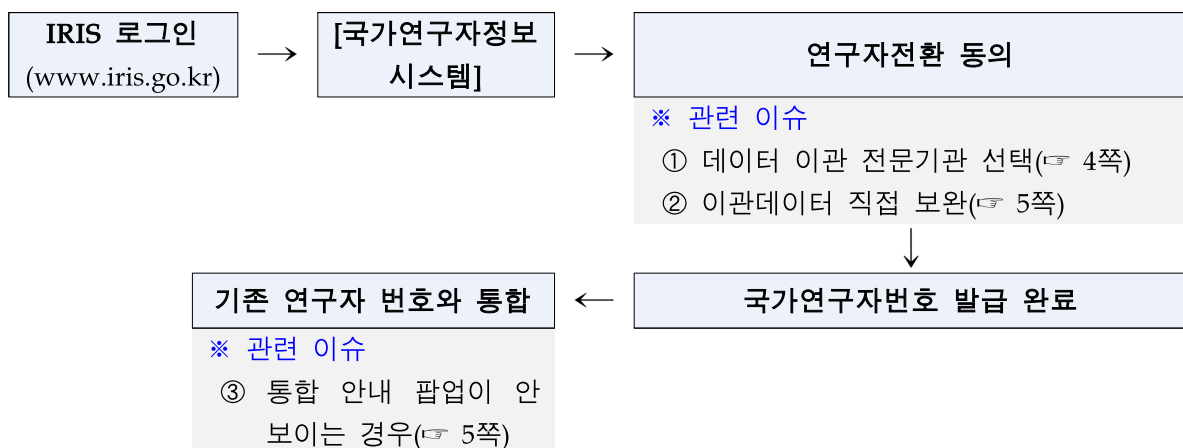 IRIS 로그인
(www.iris.go.kr)
→
[국가연구자정보
시스템]
→
연구자전환 동의
※ 관련 이슈
① 데이터 이관 전문기관 선택(☞ 4쪽)
② 이관데이터 직접 보완(☞ 5쪽)
↓
국가연구자번호 발급 완료
←
기존 연구자 번호와 통합
※ 관련 이슈
③ 통합 안내 팝업이 안
보이는 경우(☞ 5쪽)